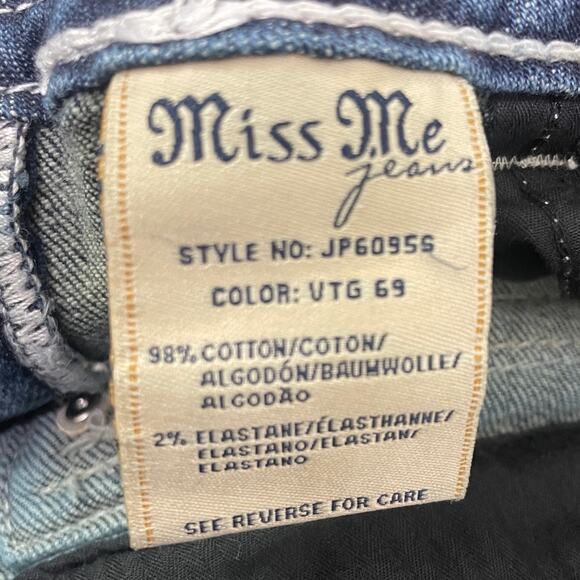 Miss Me
jeans
STYLE NO: JP6095S
COLOR: VTG 69
98% COTTON/COTON/
ALGODÓN/BAUMWOLLE/
ALGODÃO
2% ELASTANE/ÉLASTHANNE/
ELASTANO/ELASTAN/
ELASTANO
SEE REVERSE FOR CARE